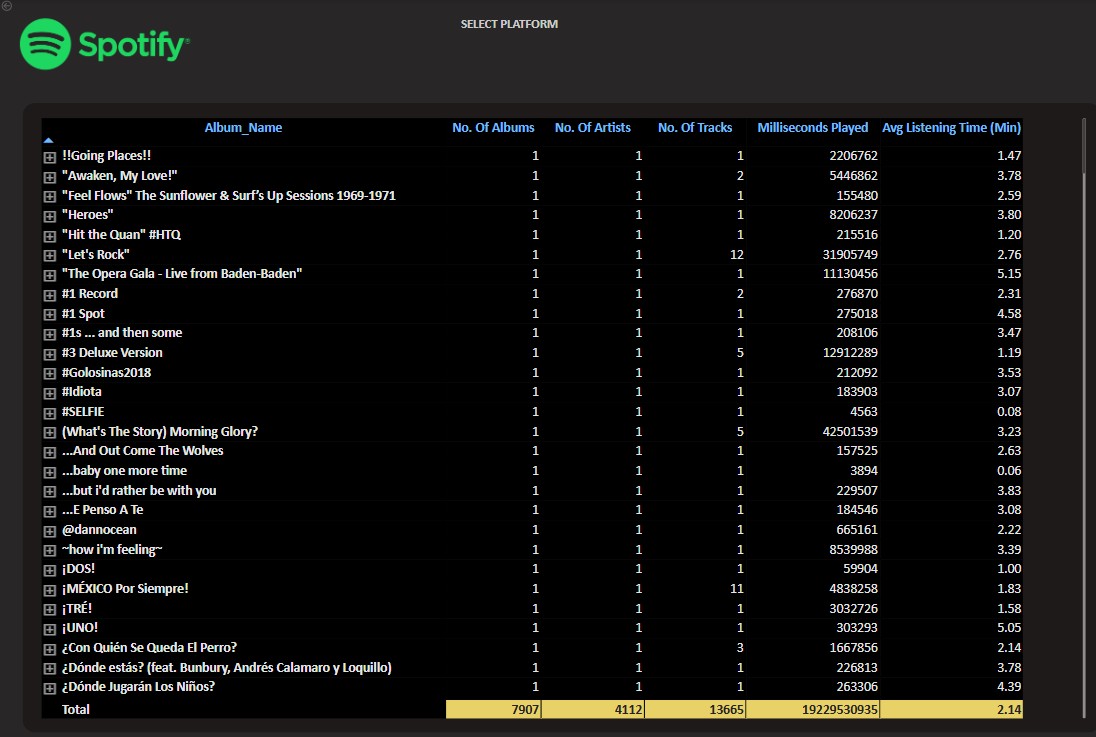 SELECT PLATFORM
Spotify®
Album_Name No. Of Albums No. Of Artists No. Of Tracks Milliseconds Played Avg Listening Time (Min)
!!Going Places!! 1 1 1 2206762 1.47
"Awaken, My Love!" 1 1 2 5446862 3.78
"Feel Flows" The Sunflower & Surf’s Up Sessions 1969-1971 1 1 1 155480 2.59
"Heroes" 1 1 1 8206237 3.80
"Hit the Quan" #HTQ 1 1 1 215516 1.20
"Let's Rock" 1 1 12 31905749 2.76
"The Opera Gala - Live from Baden-Baden" 1 1 1 11130456 5.15
#1 Record 1 1 2 276870 2.31
#1 Spot 1 1 1 275018 4.58
#1s ... and then some 1 1 1 208106 3.47
#3 Deluxe Version 1 1 5 12912289 1.19
#Golosinas2018 1 1 1 212092 3.53
#Idiota 1 1 1 183903 3.07
#SELFIE 1 1 1 4563 0.08
(What's The Story) Morning Glory? 1 1 5 42501539 3.23
...And Out Come The Wolves 1 1 1 157525 2.63
...baby one more time 1 1 1 3894 0.06
...but i'd rather be with you 1 1 1 229507 3.83
...E Penso A Te 1 1 1 184546 3.08
@dannocean 1 1 1 665161 2.22
~how i'm feeling~ 1 1 1 8539988 3.39
¡DOS! 1 1 1 59904 1.00
¡MÉXICO Por Siempre! 1 1 11 4838258 1.83
¡TRÉ! 1 1 1 3032726 1.58
¡UNO! 1 1 1 303293 5.05
¿Con Quién Se Queda El Perro? 1 1 3 1667856 2.14
¿Dónde estás? (feat. Bunbury, Andrés Calamaro y Loquillo) 1 1 1 226813 3.78
¿Dónde Jugarán Los Niños? 1 1 1 263306 4.39
Total 7907 4112 13665 19229530935 2.14